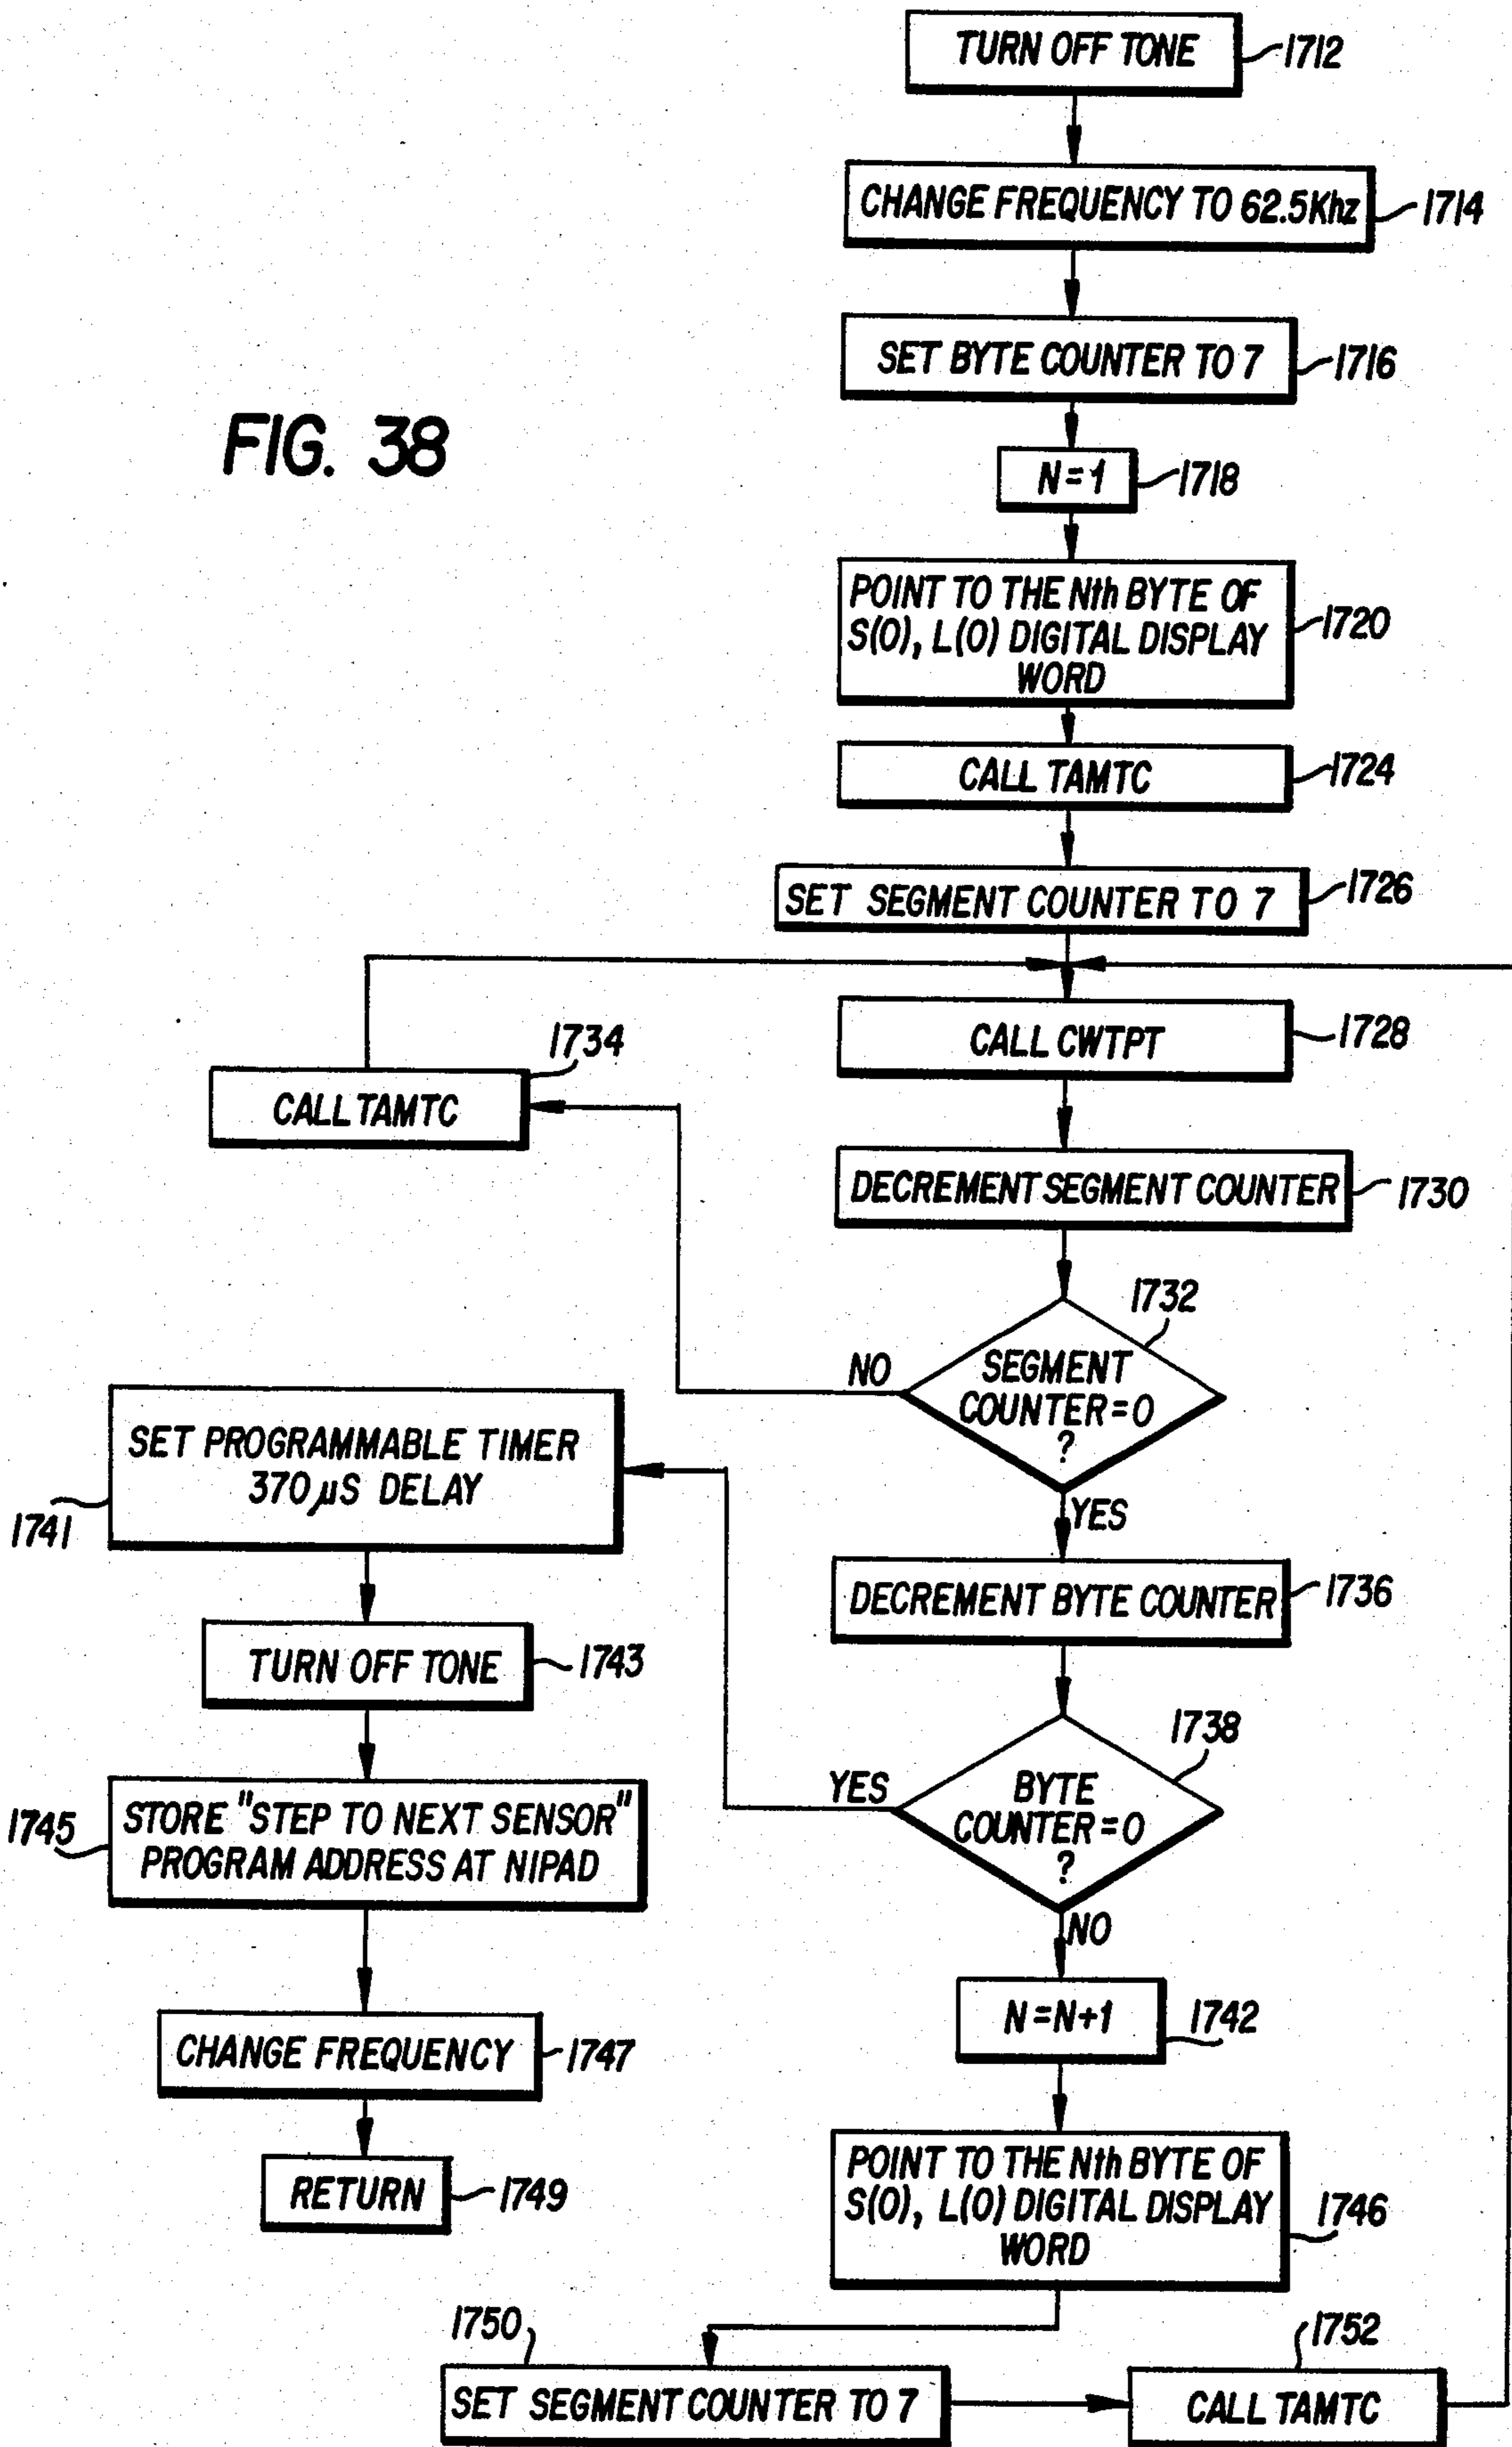 TURN OFF TONE
1712
CHANGE FREQUENCY TO 62.5Khz
1714
SET BYTE COUNTER TO 7
1716
FIG. 38
N=1
1718
POINT TO THE Nth BYTE OF
S(0), L(0) DIGITAL DISPLAY
WORD
1720
CALL TAMTC
1724
SET SEGMENT COUNTER TO 7
1726
CALL CWTPT
1728
1734
CALL TAMTC
DECREMENT SEGMENT COUNTER
1730
1732
SEGMENT
COUNTER=0
?
NO
YES
SET PROGRAMMABLE TIMER
370 µS DELAY
1741
DECREMENT BYTE COUNTER
1736
TURN OFF TONE
1743
1738
BYTE
COUNTER=0
?
YES
NO
1745
STORE "STEP TO NEXT SENSOR"
PROGRAM ADDRESS AT NIPAD
N=N+1
1742
CHANGE FREQUENCY
1747
RETURN
1749
POINT TO THE Nth BYTE OF
S(0), L(0) DIGITAL DISPLAY
WORD
1746
1750
SET SEGMENT COUNTER TO 7
1752
CALL TAMTC